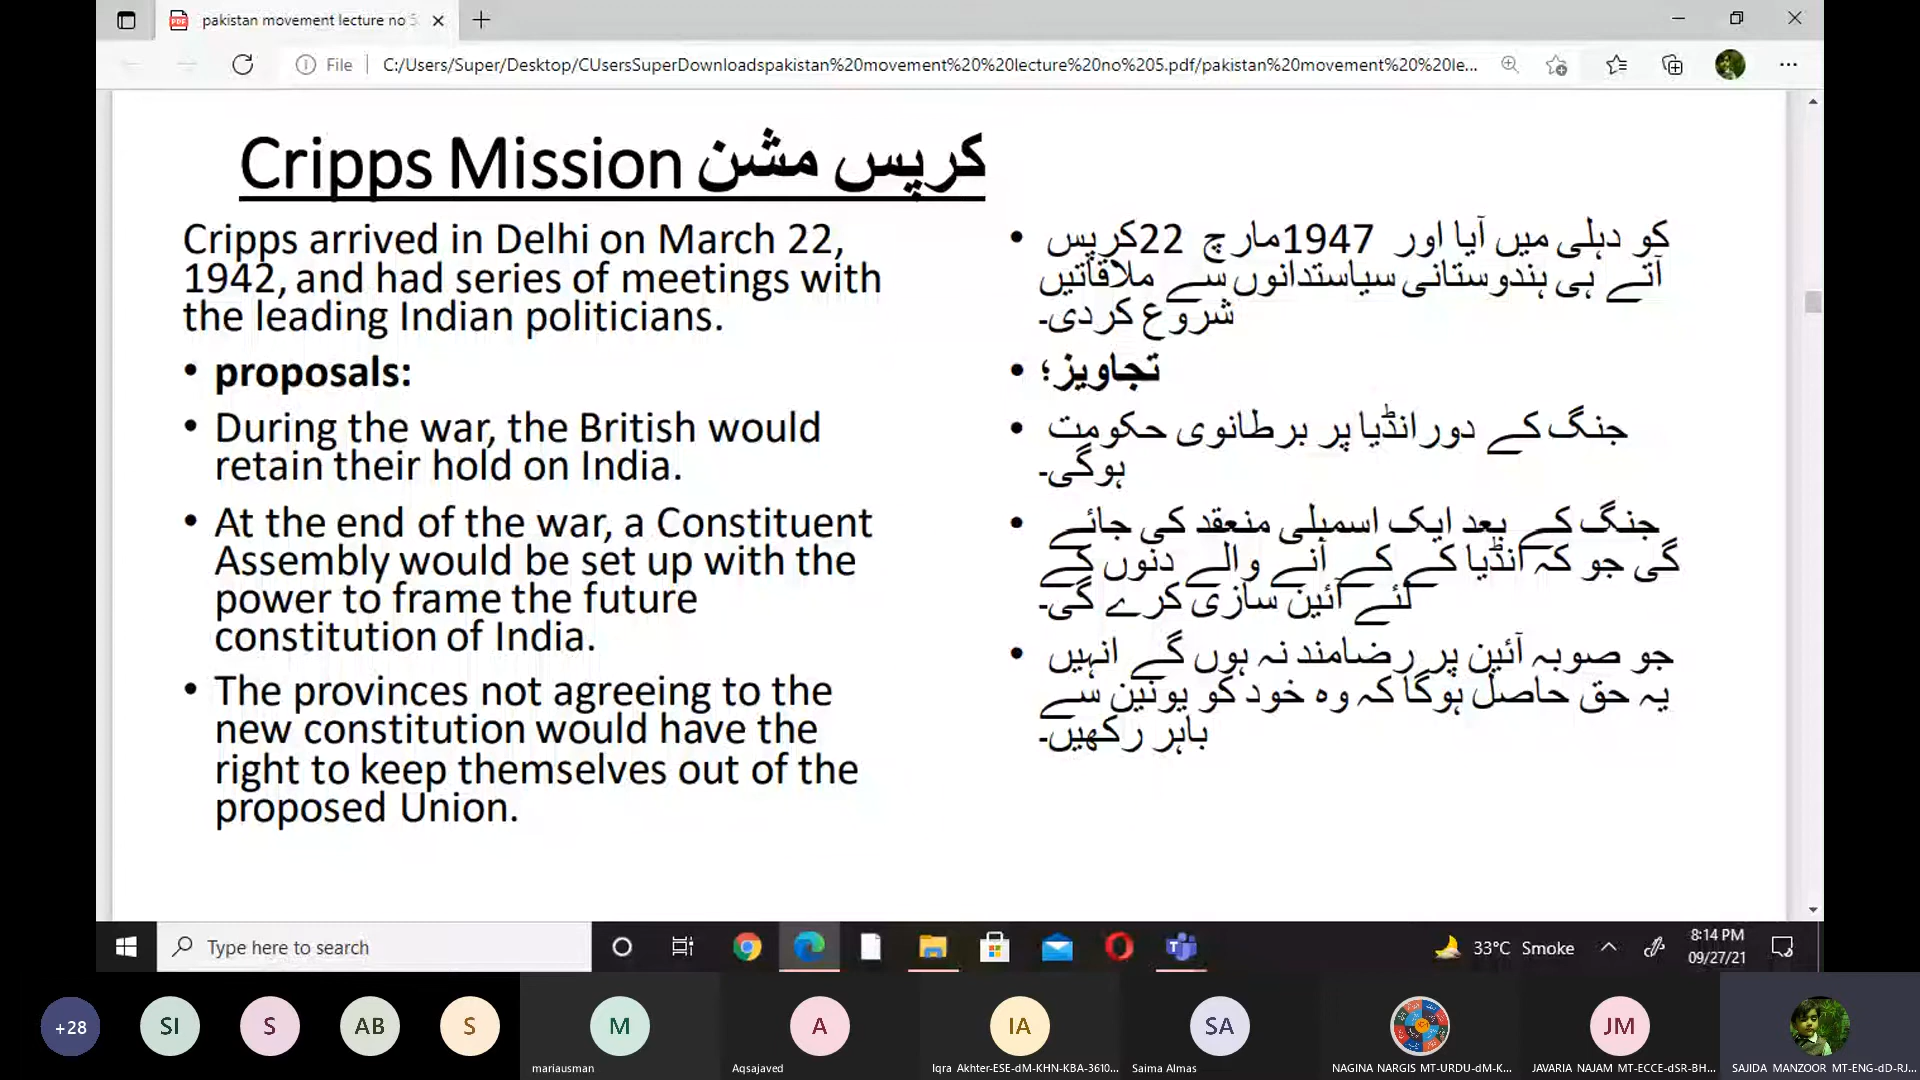 pakistan movement lecture no 5
File
C:/Users/Super/Desktop/CUsersSuperDownloadspakistan%20movement%20%20lecture%20no%205.pdf/pakistan%20movement%20%20le...
Cripps Mission کرپس مشن
Cripps arrived in Delhi on March 22,
1942, and had series of meetings with
the leading Indian politicians.
• proposals:
• During the war, the British would
retain their hold on India.
• At the end of the war, a Constituent
Assembly would be set up with the
power to frame the future
constitution of India.
• The provinces not agreeing to the
new constitution would have the
right to keep themselves out of the
proposed Union.
• کرپس 22 مارچ 1947 کو دہلی میں آیا اور
آتے ہی ہندوستانی سیاستدانوں سے ملاقاتیں
شروع کردی۔
• تجاویز؛
• جنگ کے دورانڈیا پر برطانوی حکومت
ہوگی۔
• جنگ کے بعد ایک اسمبلی منعقد کی جائے
گی جو کہ انڈیا کے کے آنے والے دنوں کے
لئے آئین سازی کرے گی۔
• جو صوبہ آئین پر رضامند نہ ہوں گے انہیں
یہ حق حاصل ہوگا کہ وہ خود کو یونین سے
باہر رکھیں۔
Type here to search
33°C Smoke
8:14 PM
09/27/21
+28
SI
S
AB
S
M
A
IA
SA
JM
mariausman
Aqsajaved
Iqra Akhter-ESE-dM-KHN-KBA-3610...
Saima Almas
NAGINA NARGIS MT-URDU-dM-K...
JAVARIA NAJAM MT-ECCE-dSR-BH...
SAJIDA MANZOOR MT-ENG-dD-RJ...